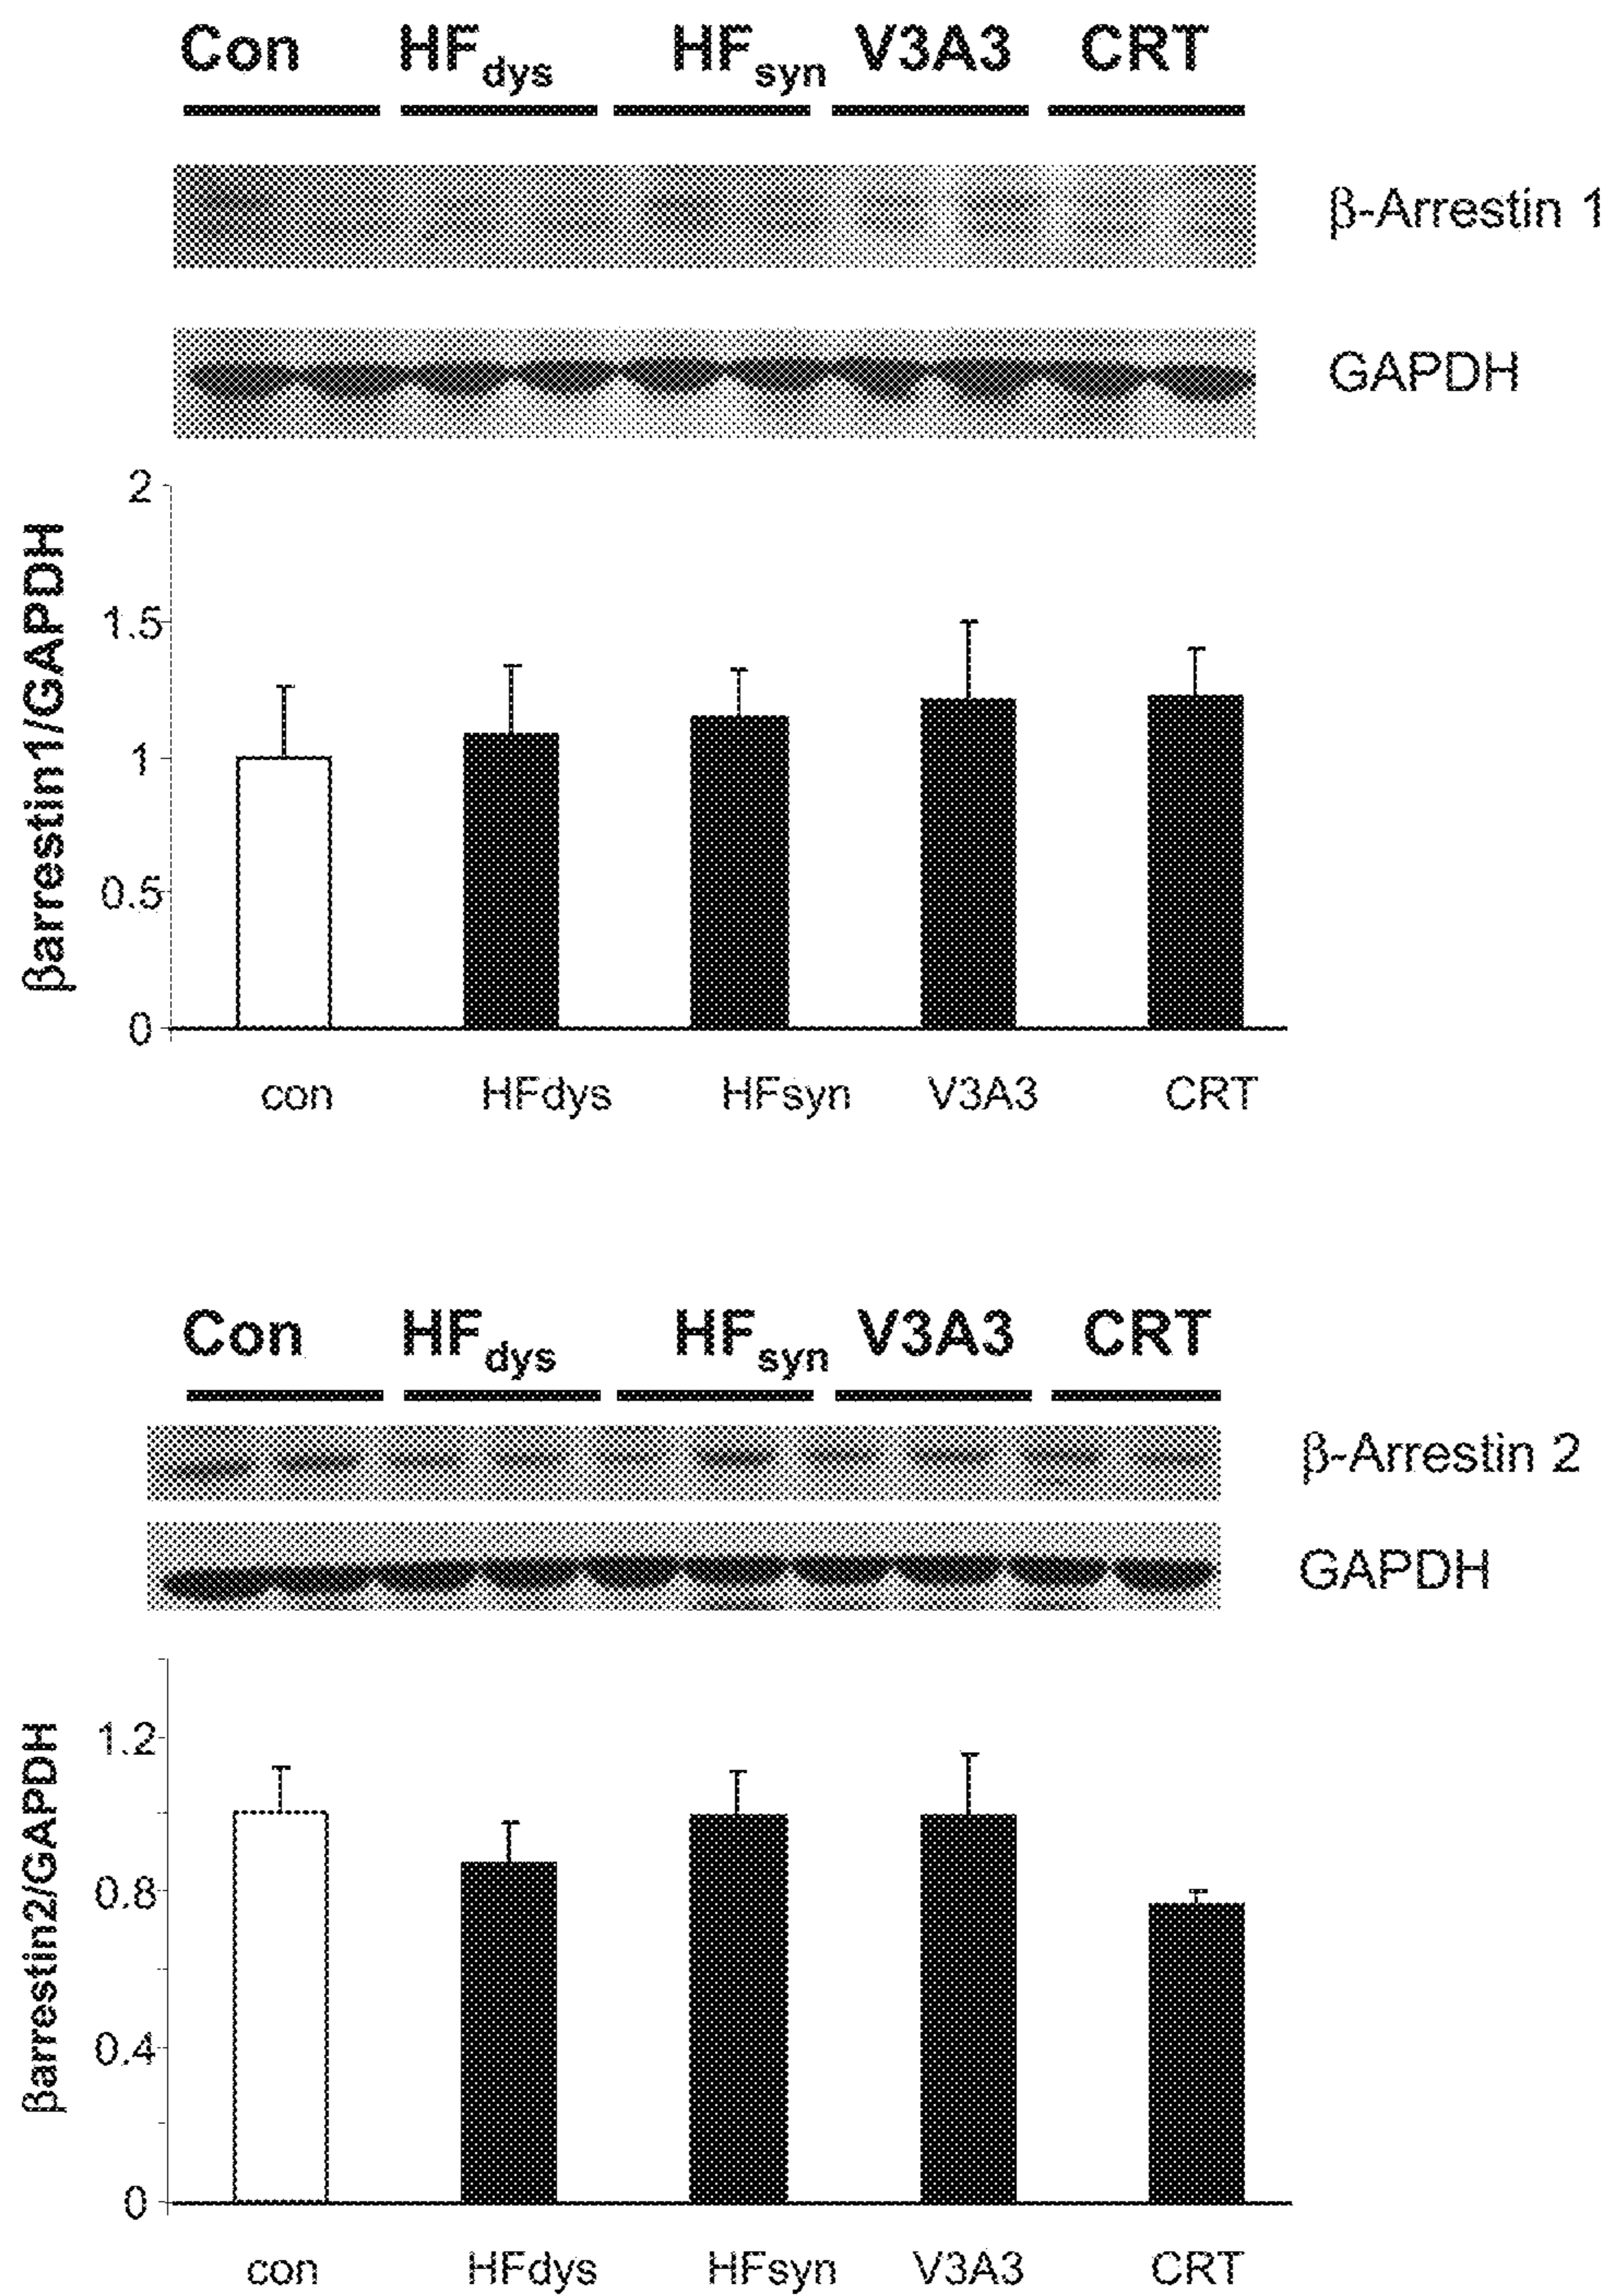 Con HFdys HFsyn V3A3 CRT
β-Arrestin 1
GAPDH
βarrestin1/GAPDH
2
1.5
1
0.5
0
con HFdys HFsyn V3A3 CRT
Con HFdys HFsyn V3A3 CRT
β-Arrestin 2
GAPDH
βarrestin2/GAPDH
1.2
0.8
0.4
0
con HFdys HFsyn V3A3 CRT